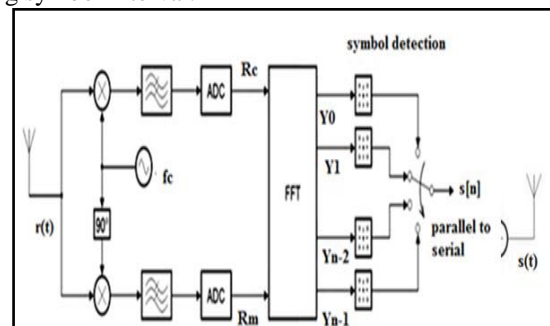 symbol detection
Rc
ADC
Y0
Y1
fc
FFT
s[n]
90°
r(t)
parallel to
serial
Yn-2
s(t)
ADC
Rm
Yn-1